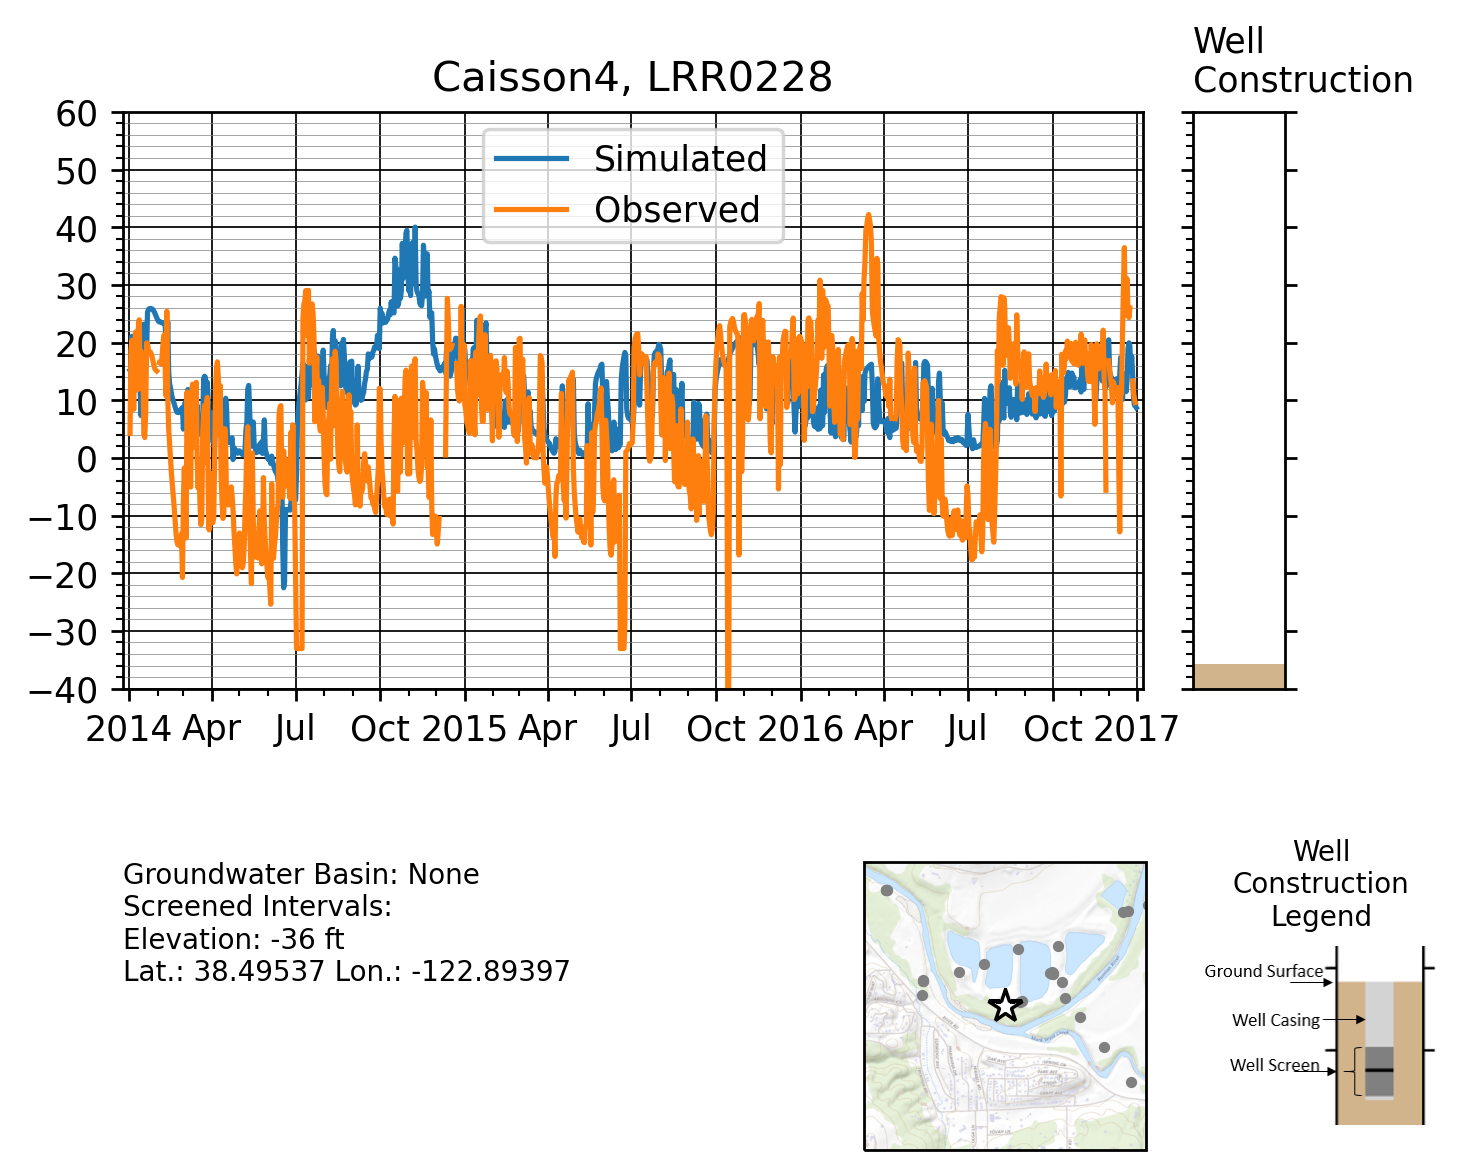 Well
Construction
Caisson4, LRR0228
60
50
40
30
20
10
0
−10
−20
−30
−40
Simulated
Observed
2014 Apr Jul Oct 2015 Apr Jul Oct 2016 Apr Jul Oct 2017
Groundwater Basin: None
Screened Intervals:
Elevation: -36 ft
Lat.: 38.49537 Lon.: -122.89397
Well
Construction
Legend
Ground Surface
Well Casing
Well Screen